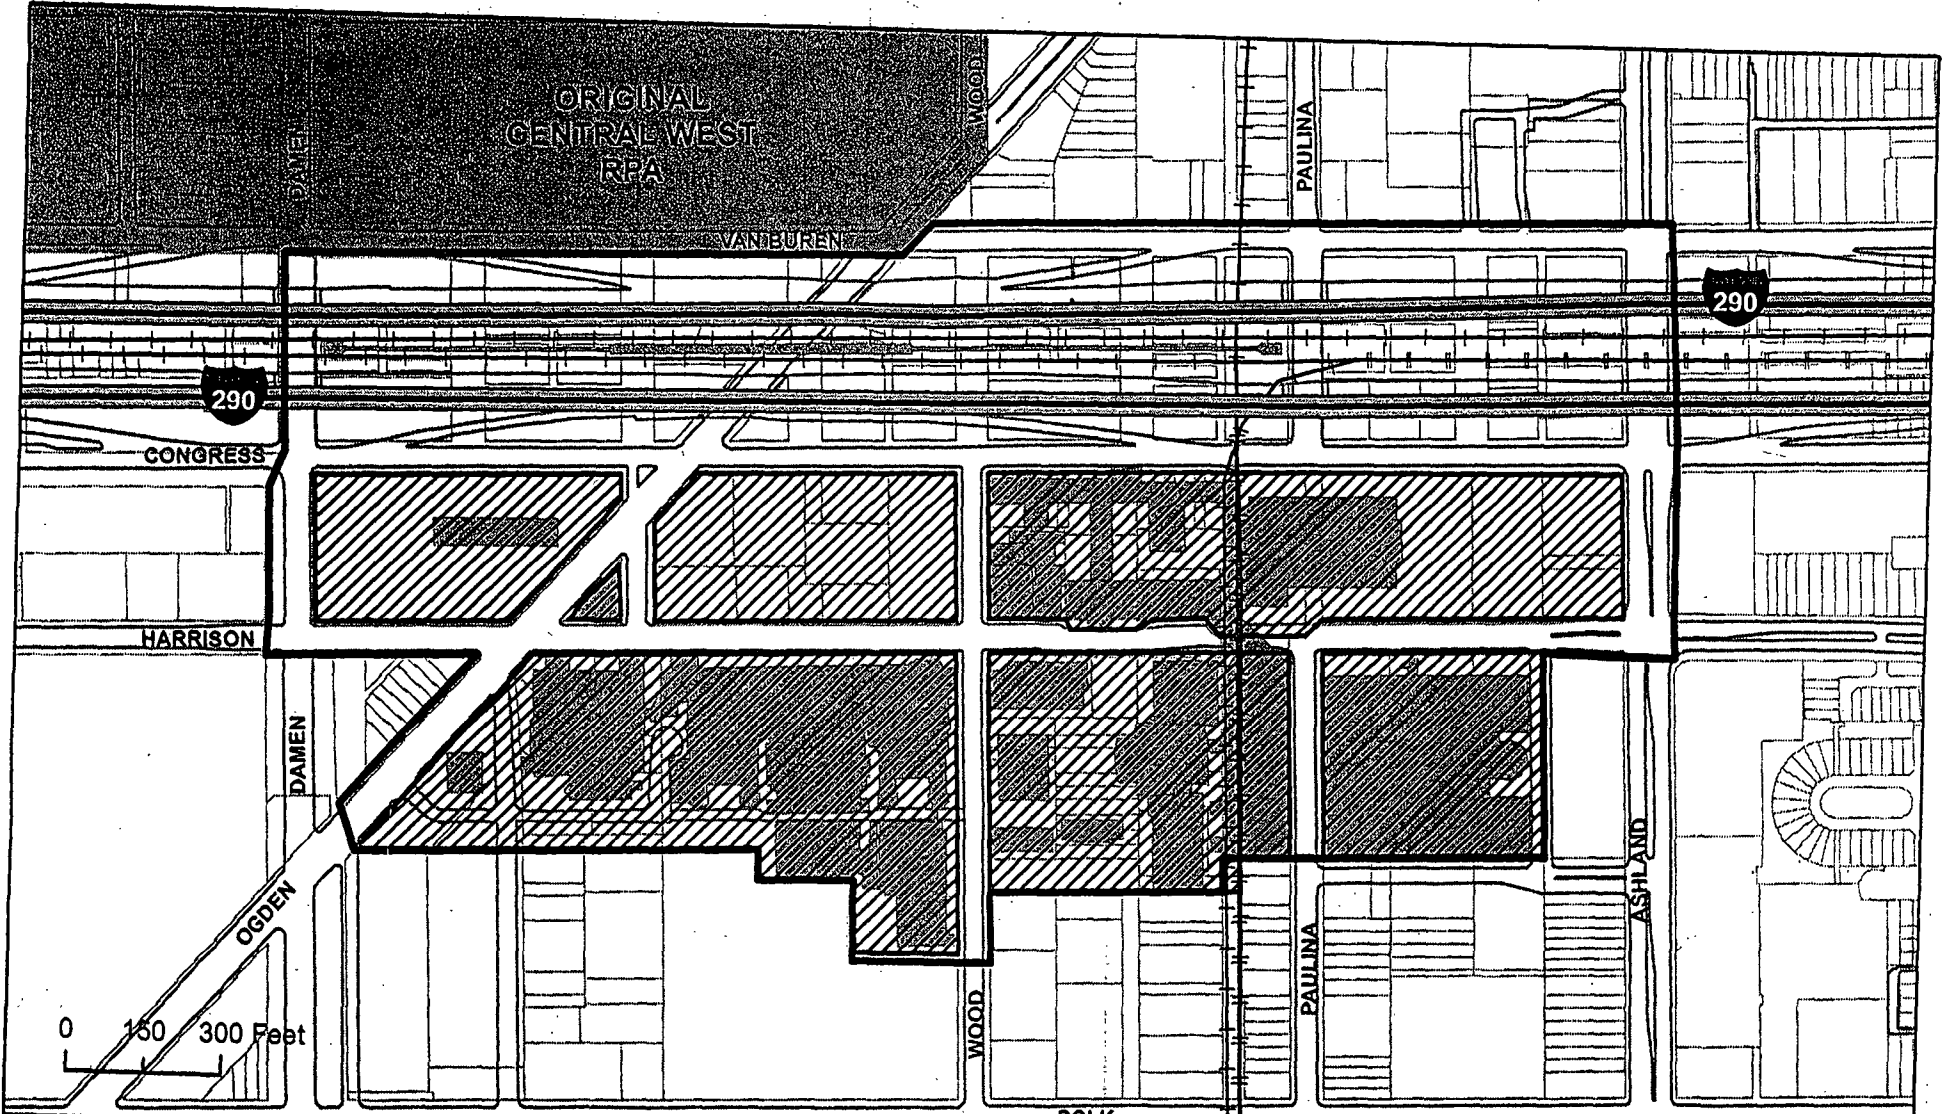 ORIGINAL
CENTRAL WEST
RPA
DAMEN
WOOD
PAULINA
VAN BUREN
290
290
CONGRESS
HARRISON
DAMEN
OGDEN
ASHLAND
PAULINA
WOOD
0 150 300 Feet
POLK